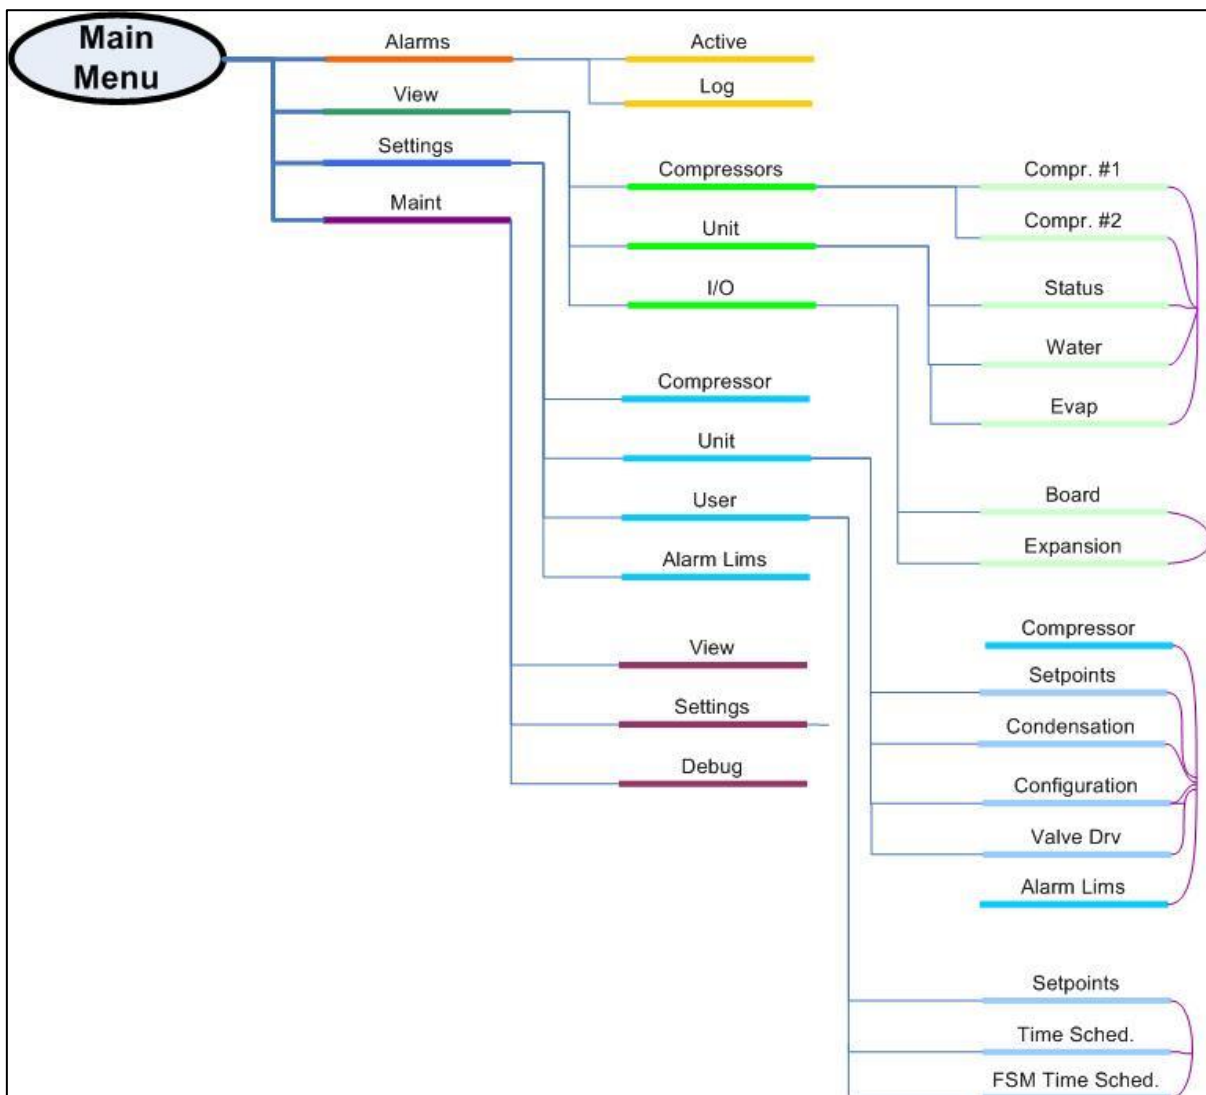 Main
Menu
Alarms
Active
Log
View
Settings
Maint
Compressors
Compr. #1
Compr. #2
Unit
Status
I/O
Water
Evap
Compressor
Unit
User
Alarm Lims
Board
Expansion
View
Settings
Debug
Compressor
Setpoints
Condensation
Configuration
Valve Drv
Alarm Lims
Setpoints
Time Sched.
FSM Time Sched.